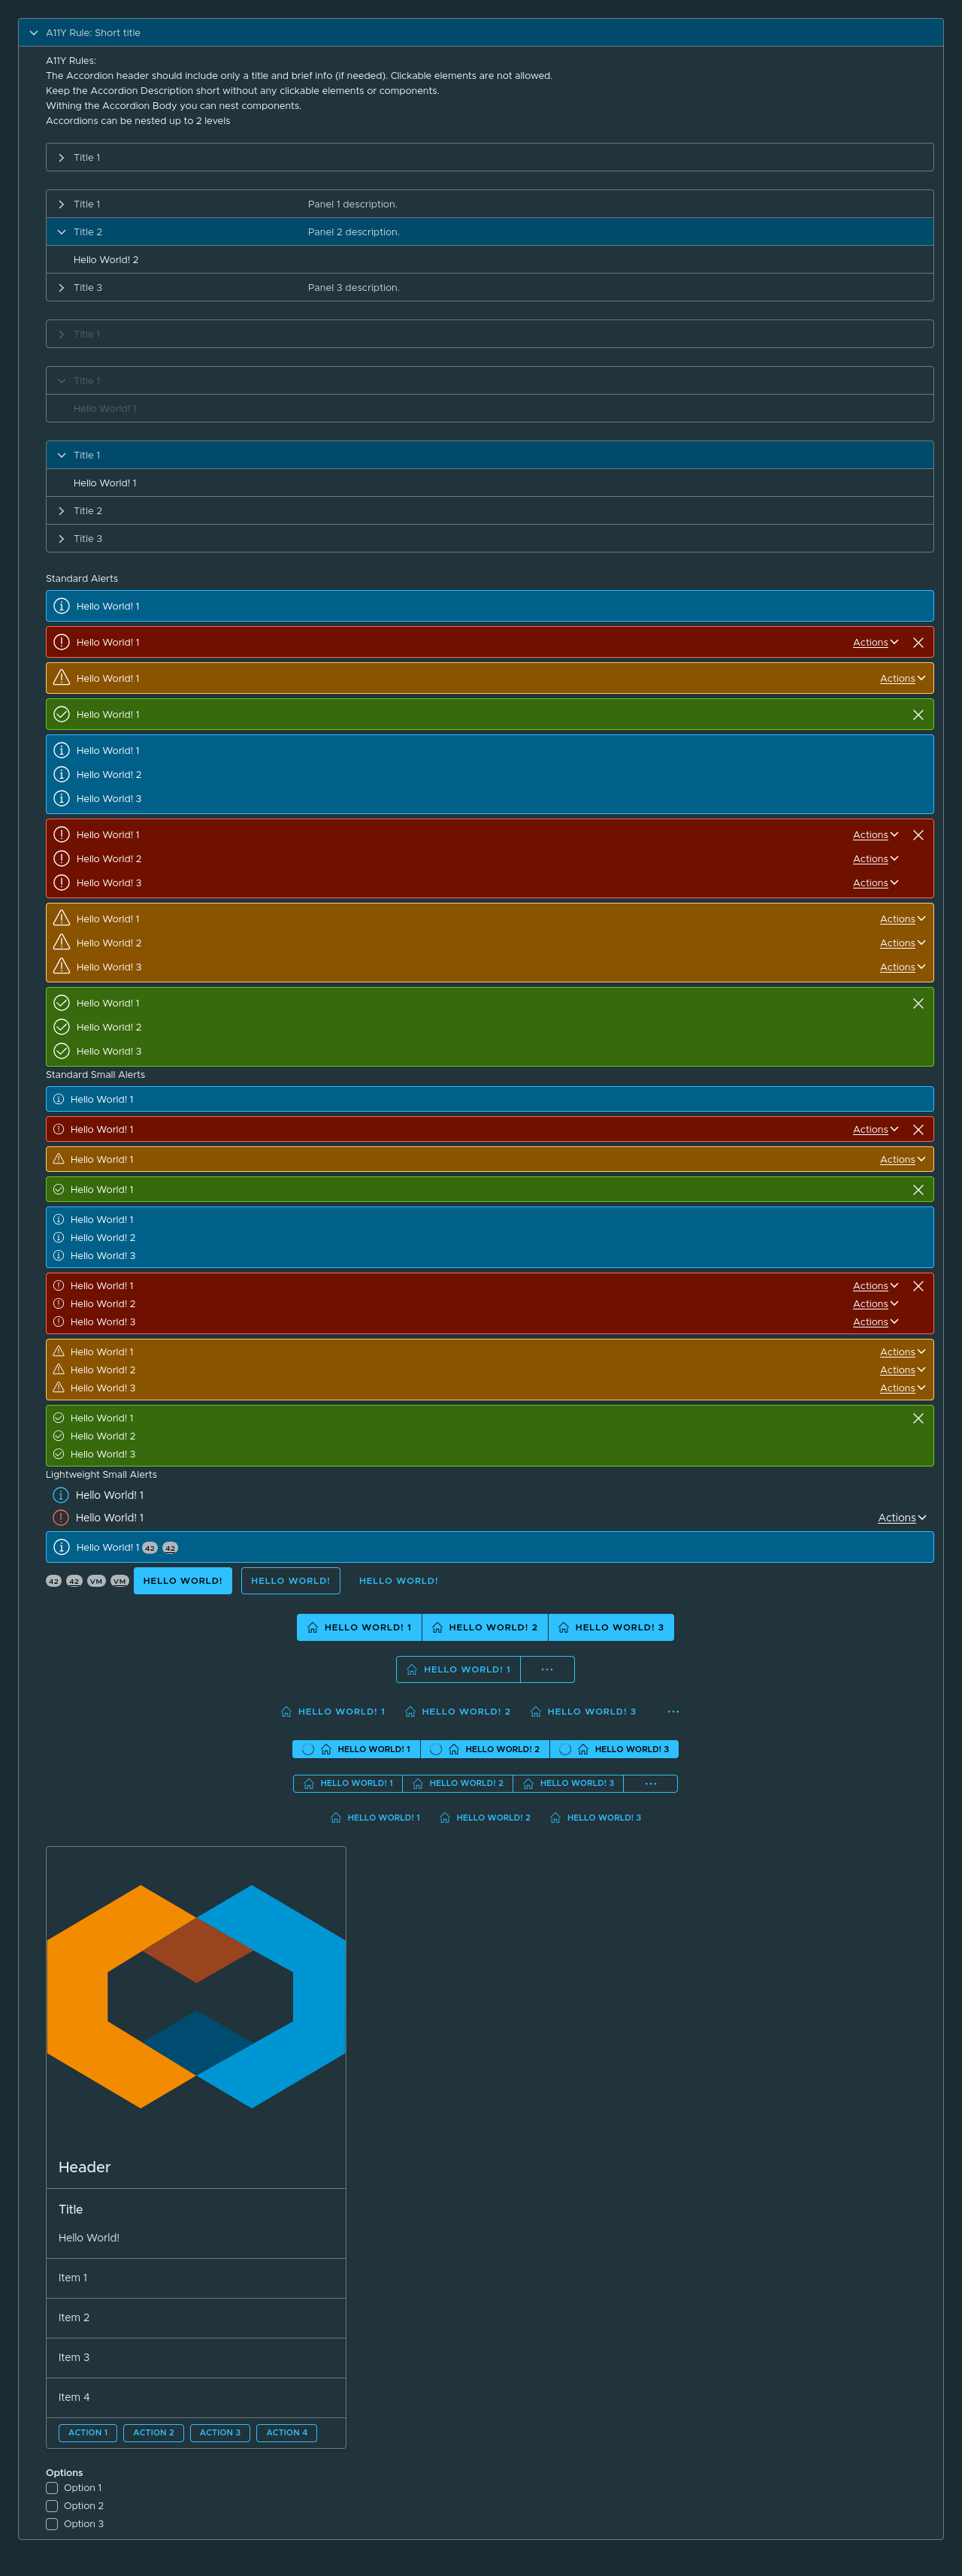 A11Y Rule: Short title
A11Y Rules:
The Accordion header should include only a title and brief info (if needed). Clickable elements are not allowed.
Keep the Accordion Description short without any clickable elements or components.
Withing the Accordion Body you can nest components.
Accordions can be nested up to 2 levels
Title 1
Title 1 Panel 1 description.
Title 2 Panel 2 description.
Hello World! 2
Title 3 Panel 3 description.
Title 1
Title 1
Hello World! 1
Title 1
Hello World! 1
Title 2
Title 3
Standard Alerts
Hello World! 1
Hello World! 1 Actions
Hello World! 1 Actions
Hello World! 1
Hello World! 1
Hello World! 2
Hello World! 3
Hello World! 1 Actions
Hello World! 2 Actions
Hello World! 3 Actions
Hello World! 1 Actions
Hello World! 2 Actions
Hello World! 3 Actions
Hello World! 1
Hello World! 2
Hello World! 3
Standard Small Alerts
Hello World! 1
Hello World! 1 Actions
Hello World! 1 Actions
Hello World! 1
Hello World! 1
Hello World! 2
Hello World! 3
Hello World! 1 Actions
Hello World! 2 Actions
Hello World! 3 Actions
Hello World! 1 Actions
Hello World! 2 Actions
Hello World! 3 Actions
Hello World! 1
Hello World! 2
Hello World! 3
Lightweight Small Alerts
Hello World! 1
Hello World! 1 Actions
Hello World! 1 42 42
42 42 VM VM HELLO WORLD! HELLO WORLD! HELLO WORLD!
HELLO WORLD! 1 HELLO WORLD! 2 HELLO WORLD! 3
HELLO WORLD! 1 ...
HELLO WORLD! 1 HELLO WORLD! 2 HELLO WORLD! 3 ...
HELLO WORLD! 1 HELLO WORLD! 2 HELLO WORLD! 3
HELLO WORLD! 1 HELLO WORLD! 2 HELLO WORLD! 3 ...
HELLO WORLD! 1 HELLO WORLD! 2 HELLO WORLD! 3
Header
Title
Hello World!
Item 1
Item 2
Item 3
Item 4
ACTION 1 ACTION 2 ACTION 3 ACTION 4
Options
Option 1
Option 2
Option 3